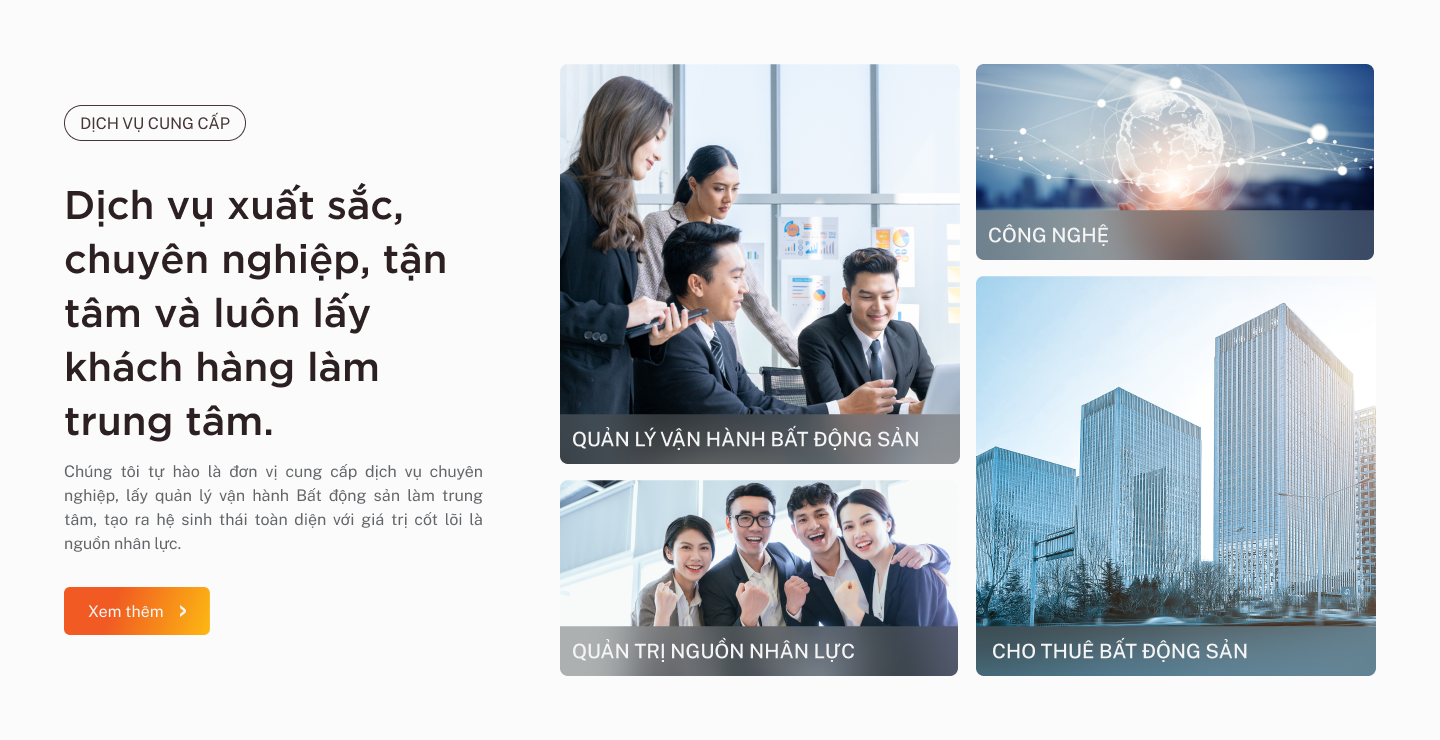 DỊCH VỤ CUNG CẤP
Dịch vụ xuất sắc,
chuyên nghiệp, tận
tâm và luôn lấy
khách hàng làm
trung tâm.
Chúng tôi tự hào là đơn vị cung cấp dịch vụ chuyên
nghiệp, lấy quản lý vận hành Bất động sản làm trung
tâm, tạo ra hệ sinh thái toàn diện với giá trị cốt lõi là
nguồn nhân lực.
Xem thêm
QUẢN LÝ VẬN HÀNH BẤT ĐỘNG SẢN
CÔNG NGHỆ
QUẢN TRỊ NGUỒN NHÂN LỰC
CHO THUÊ BẤT ĐỘNG SẢN